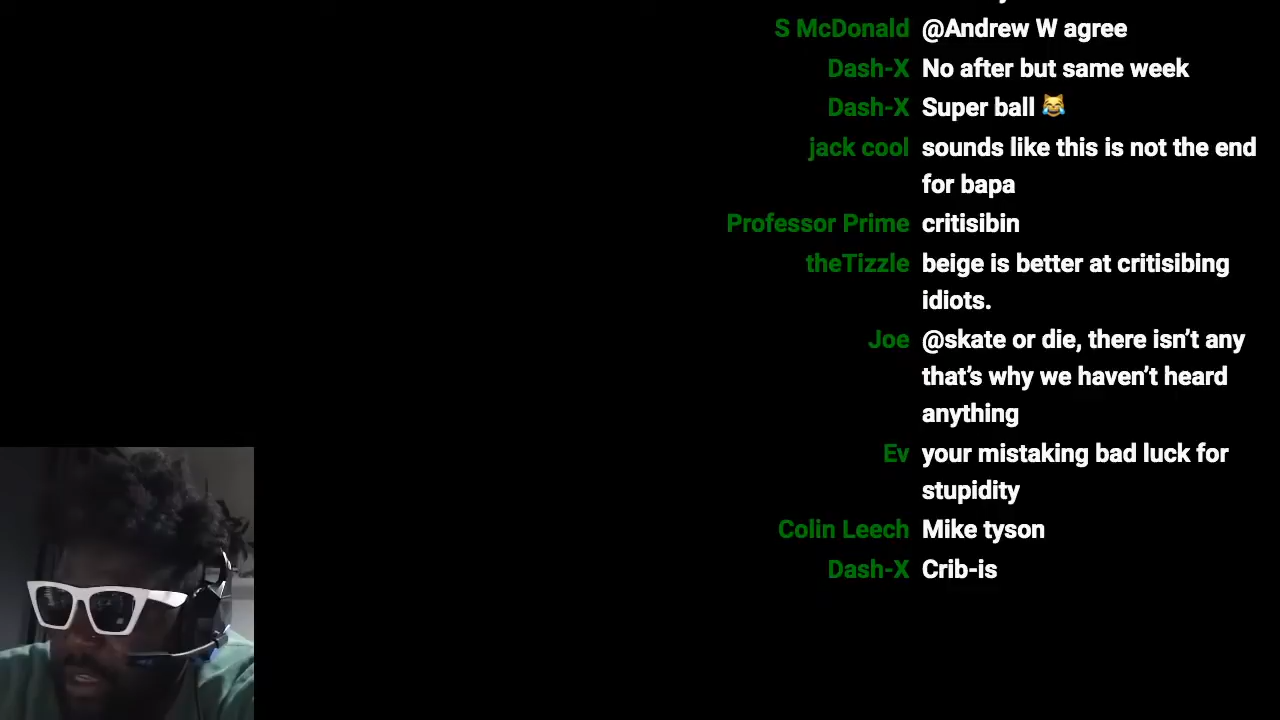 S McDonald @Andrew W agree
Dash-X No after but same week
Dash-X Super ball 😹
jack cool sounds like this is not the end
for bapa
Professor Prime critisibin
theTizzle beige is better at critisibing
idiots.
Joe @skate or die, there isn’t any
that’s why we haven’t heard
anything
Ev your mistaking bad luck for
stupidity
Colin Leech Mike tyson
Dash-X Crib-is